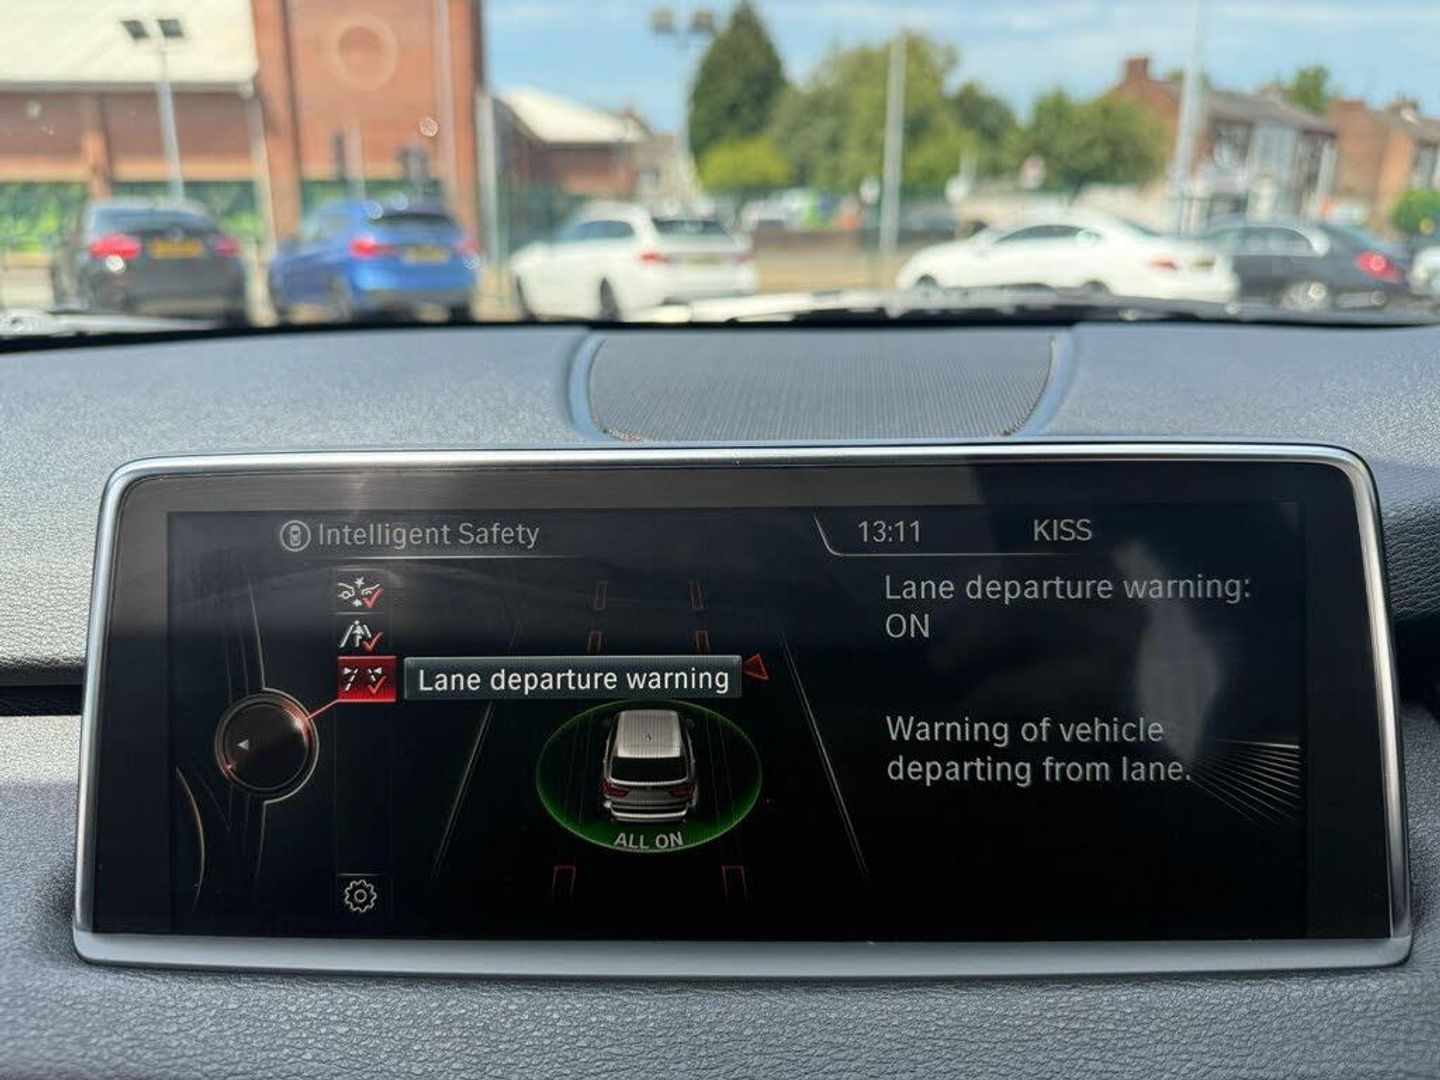 Intelligent Safety
13:11
KISS
Lane departure warning:
ON
Lane departure warning
Warning of vehicle
departing from lane.
ALL ON